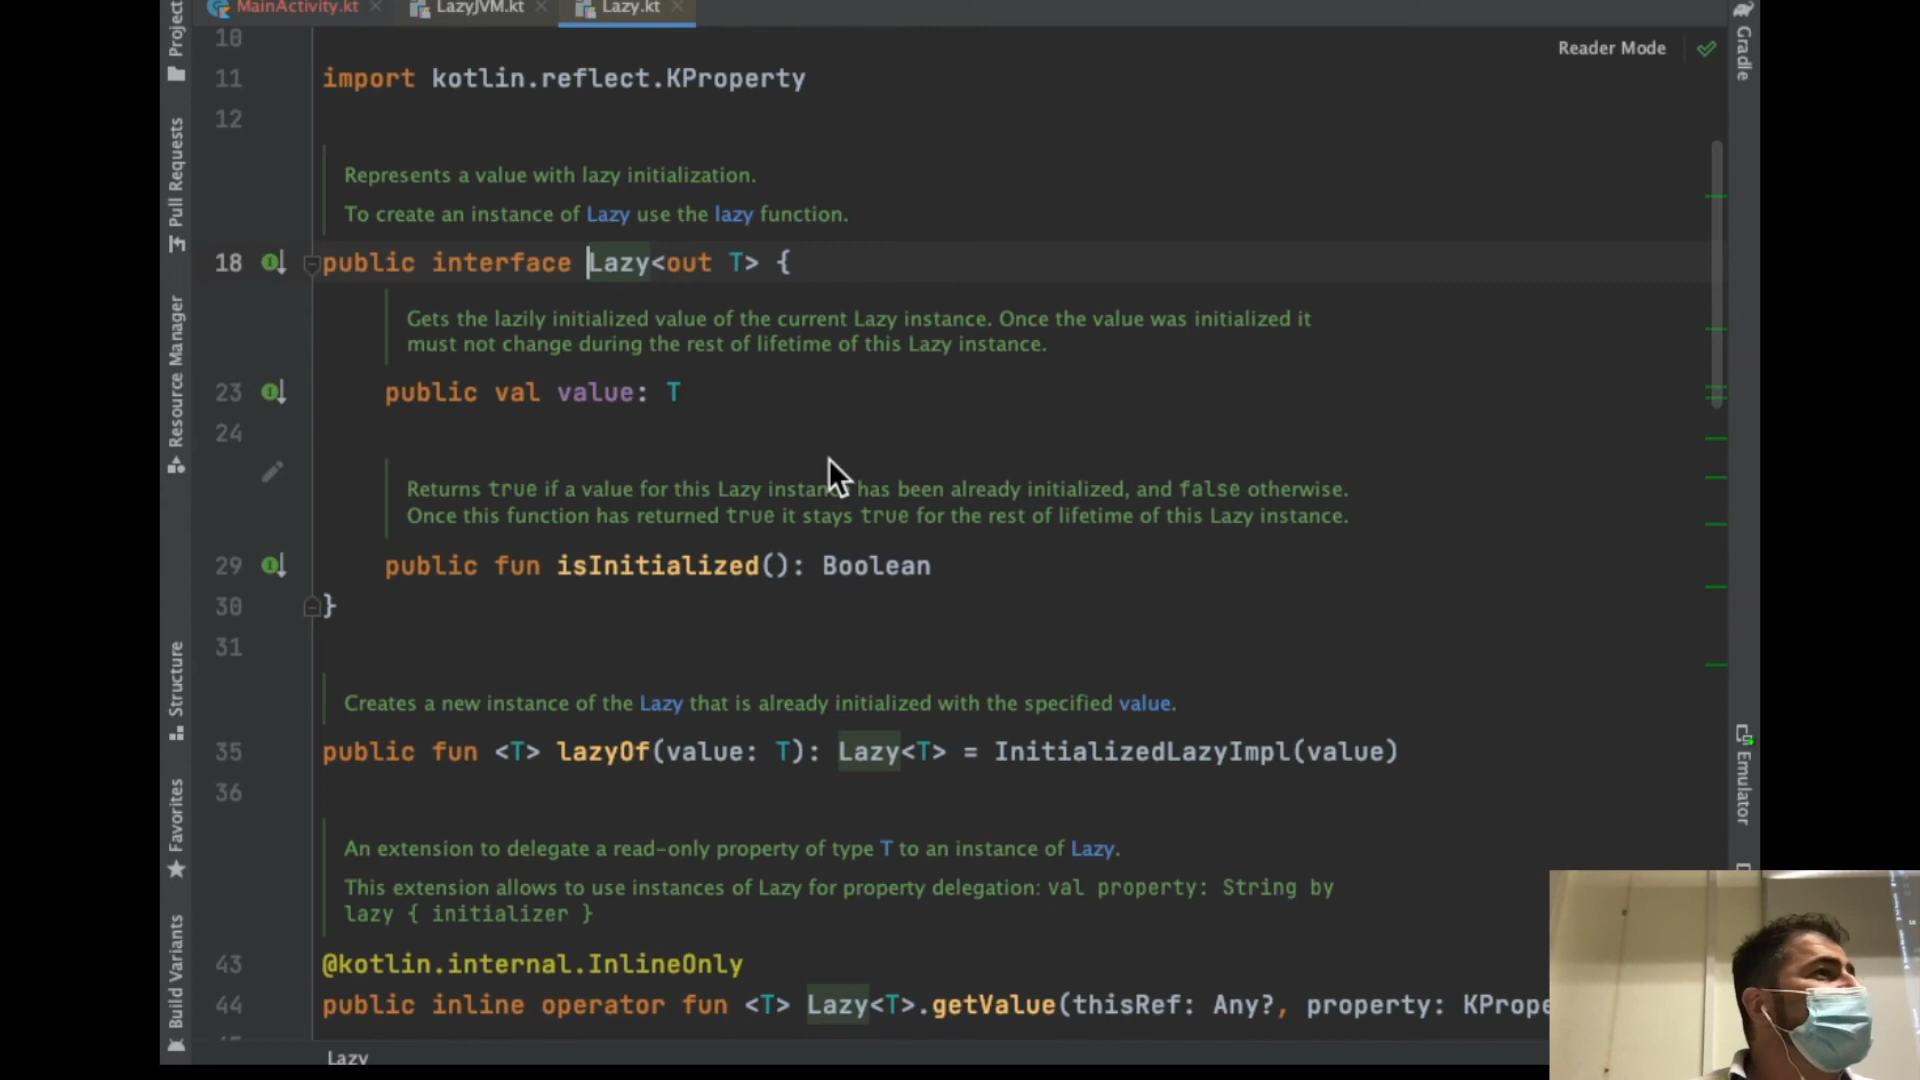 MainActivity.kt
LazyJVM.kt
Lazy.kt
Reader Mode
10
11 import kotlin.reflect.KProperty
12
Represents a value with lazy initialization.
To create an instance of Lazy use the lazy function.
18 public interface Lazy<out T> {
Gets the lazily initialized value of the current Lazy instance. Once the value was initialized it
must not change during the rest of lifetime of this Lazy instance.
23 public val value: T
24
Returns true if a value for this Lazy instance has been already initialized, and false otherwise.
Once this function has returned true it stays true for the rest of lifetime of this Lazy instance.
29 public fun isInitialized(): Boolean
30 }
31
Creates a new instance of the Lazy that is already initialized with the specified value.
35 public fun <T> lazyOf(value: T): Lazy<T> = InitializedLazyImpl(value)
36
An extension to delegate a read-only property of type T to an instance of Lazy.
This extension allows to use instances of Lazy for property delegation: val property: String by
lazy { initializer }
43 @kotlin.internal.InlineOnly
44 public inline operator fun <T> Lazy<T>.getValue(thisRef: Any?, property: KPrope
Lazy
Project
Pull Requests
Resource Manager
Structure
Favorites
Build Variants
Gradle
Emulator